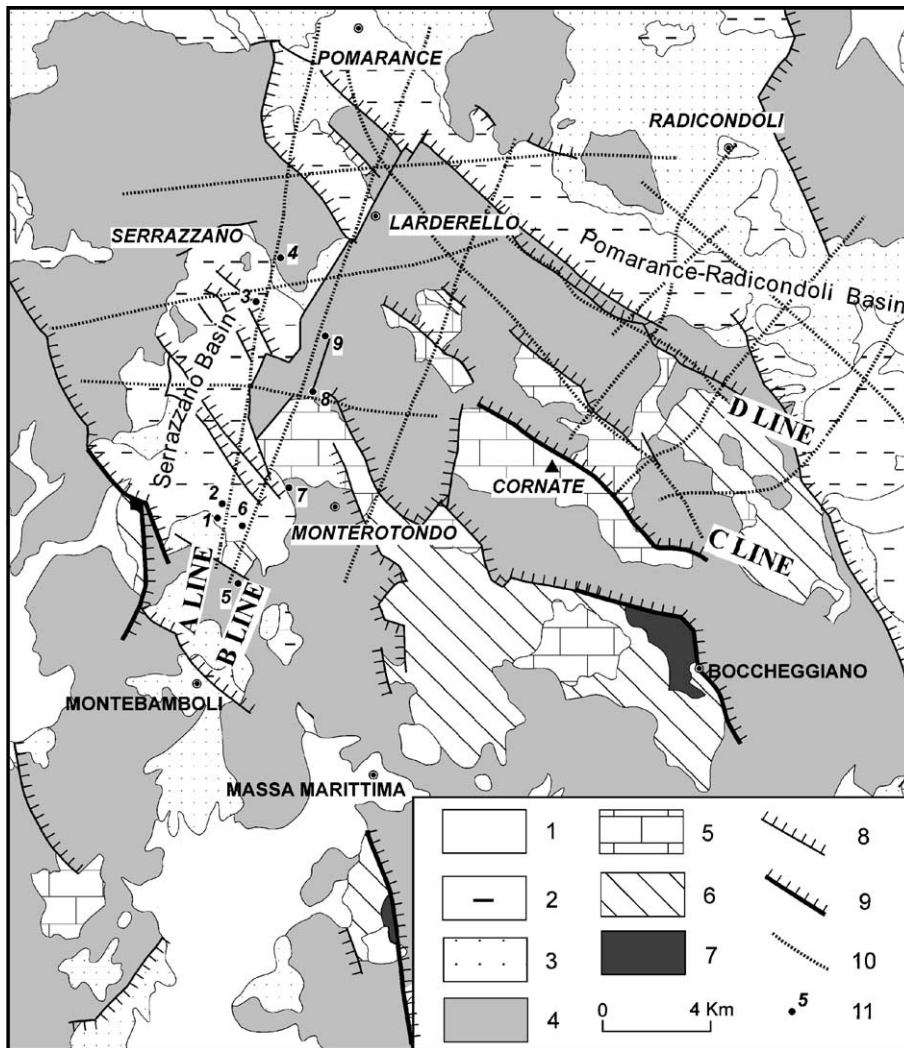 POMARANCE
RADICONDOLI
SERRAZZANO
LARDERELLO
4
Pomarance-Radicondoli Basin
3
Serrazzano Basin
9
8
D LINE
CORNATE
7
2
1
6
MONTEROTONDO
C LINE
A LINE
B LINE
5
BOCCHEGGIANO
MONTEBAMBOLI
MASSA MARITTIMA
1
5
8
2
6
9
3
7
10
4
0 4 Km
5
11